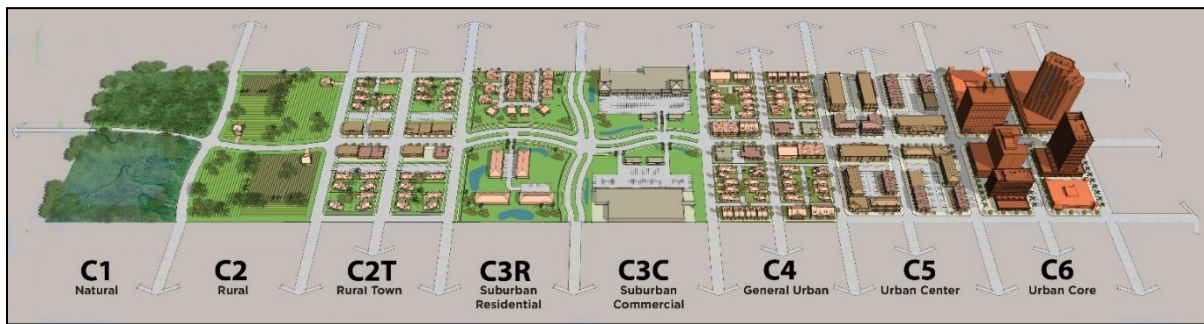 C1
Natural
C2
Rural
C2T
Rural Town
C3R
Suburban
Residential
C3C
Suburban
Commercial
C4
General Urban
C5
Urban Center
C6
Urban Core